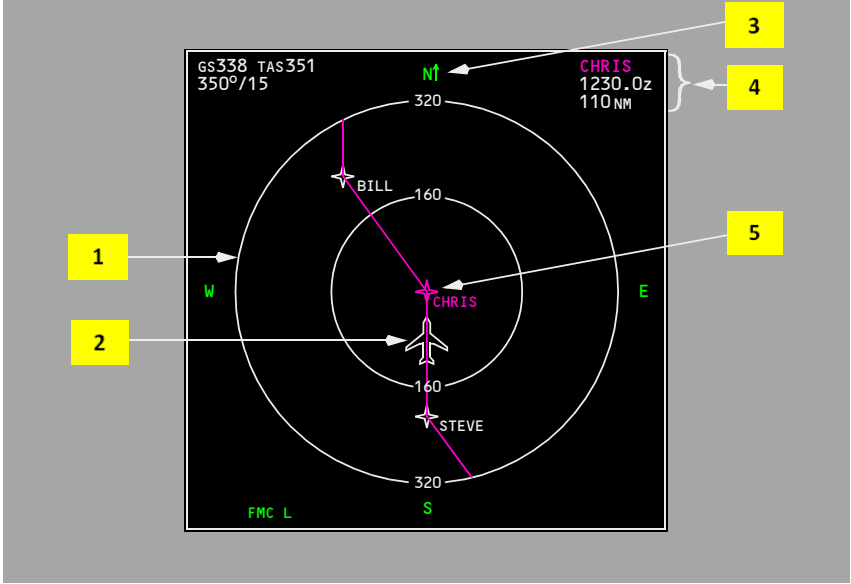 3
GS338 TAS351
350°/15
N↑
CHRIS
1230.0z
110NM
4
320
BILL
160
5
1
W
CHRIS
E
2
160
STEVE
320
S
FMC L